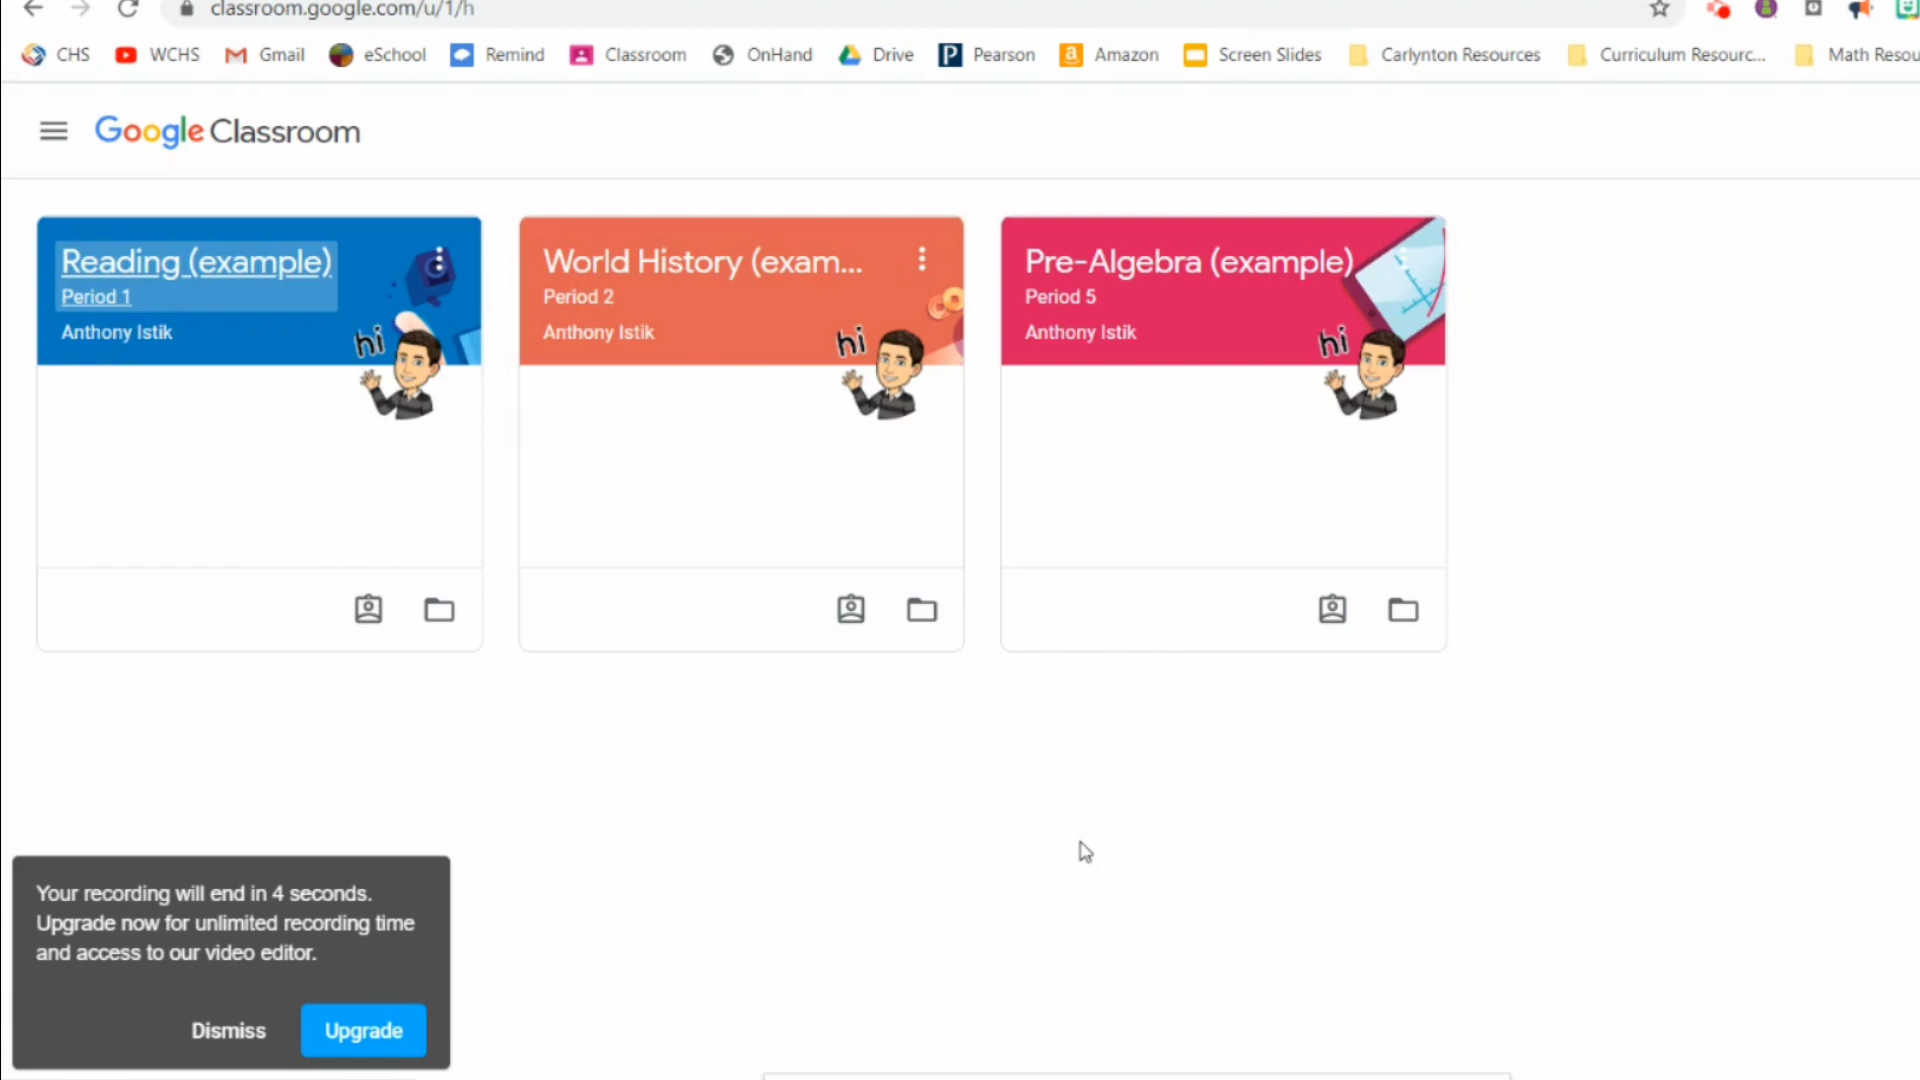 classroom.google.com/u/1/h
CHS WCHS Gmail eSchool Remind Classroom OnHand Drive Pearson Amazon Screen Slides Carlynton Resources Curriculum Resourc... Math Resou
Google Classroom
Reading (example)
Period 1
Anthony Istik
hi
World History (exam...
Period 2
Anthony Istik
hi
Pre-Algebra (example)
Period 5
Anthony Istik
hi
Your recording will end in 4 seconds.
Upgrade now for unlimited recording time
and access to our video editor.
Dismiss Upgrade